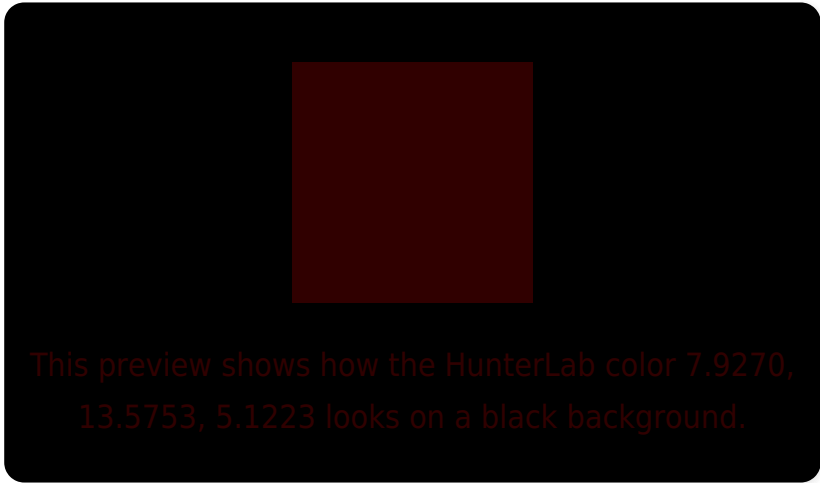 This preview shows how the HunterLab color 7.9270,
13.5753, 5.1223 looks on a black background.